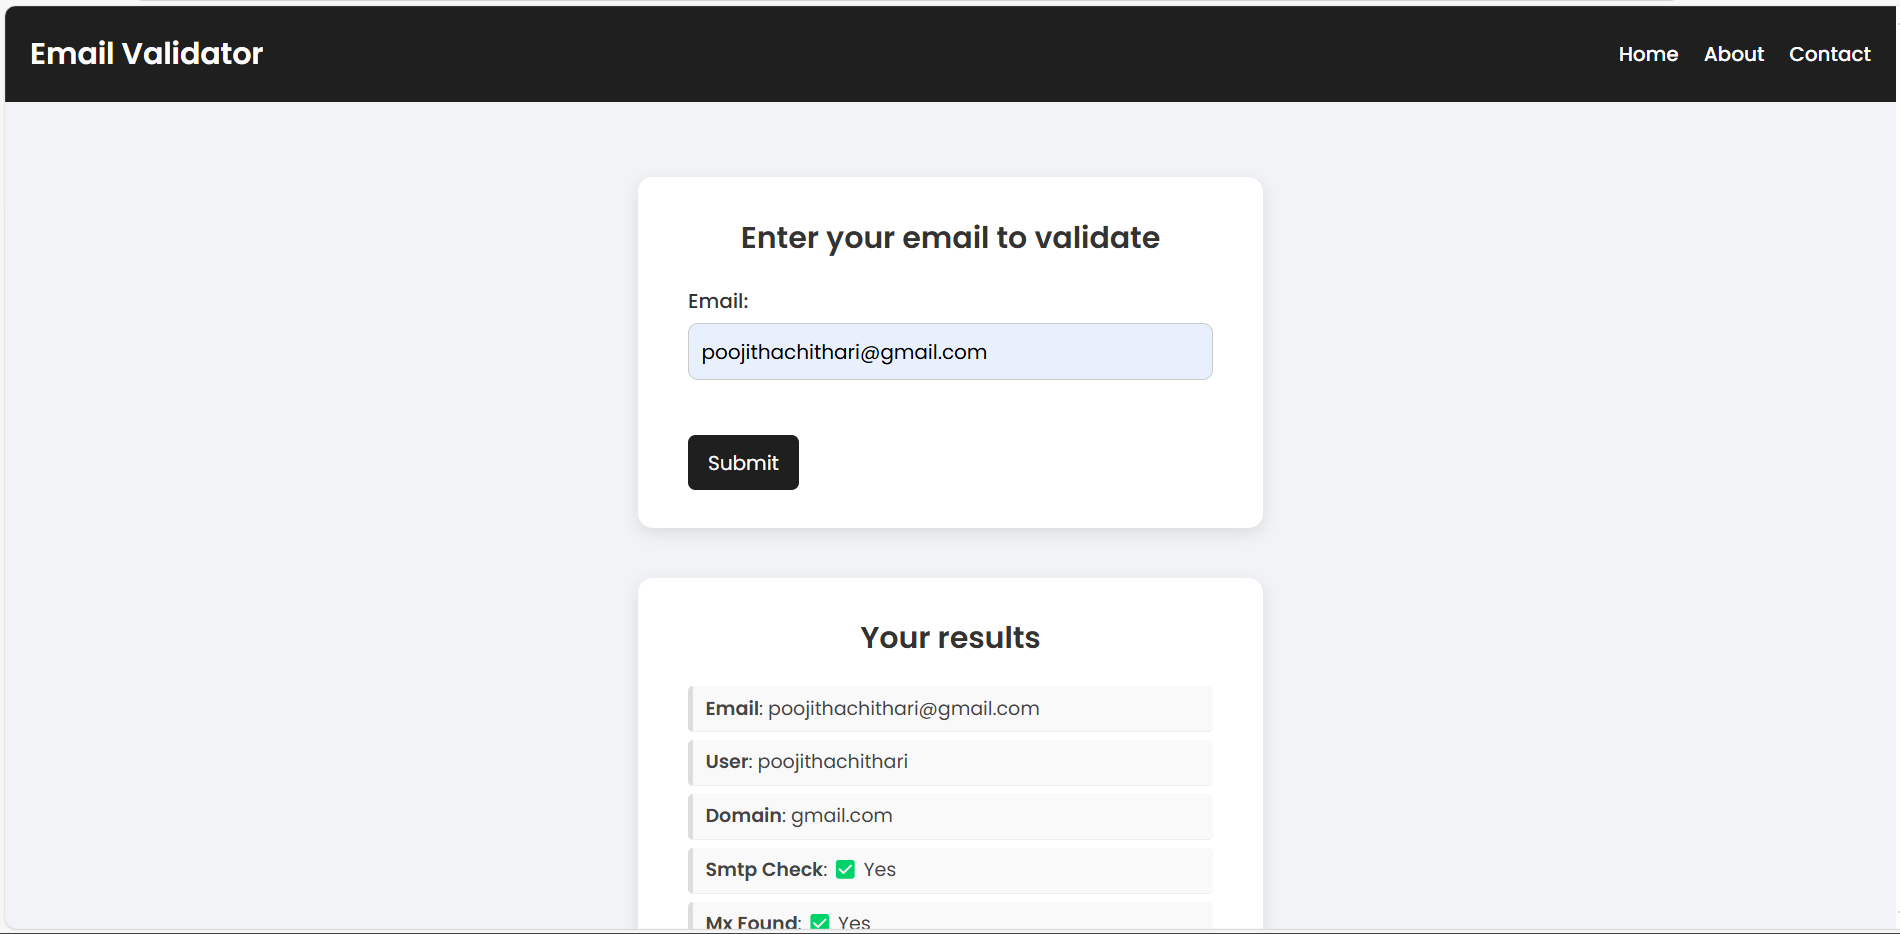 Email Validator
Home About Contact
Enter your email to validate
Email:
poojithachithari@gmail.com
Submit
Your results
Email: poojithachithari@gmail.com
User: poojithachithari
Domain: gmail.com
Smtp Check: ✅ Yes
Mx Found: ✅ Yes